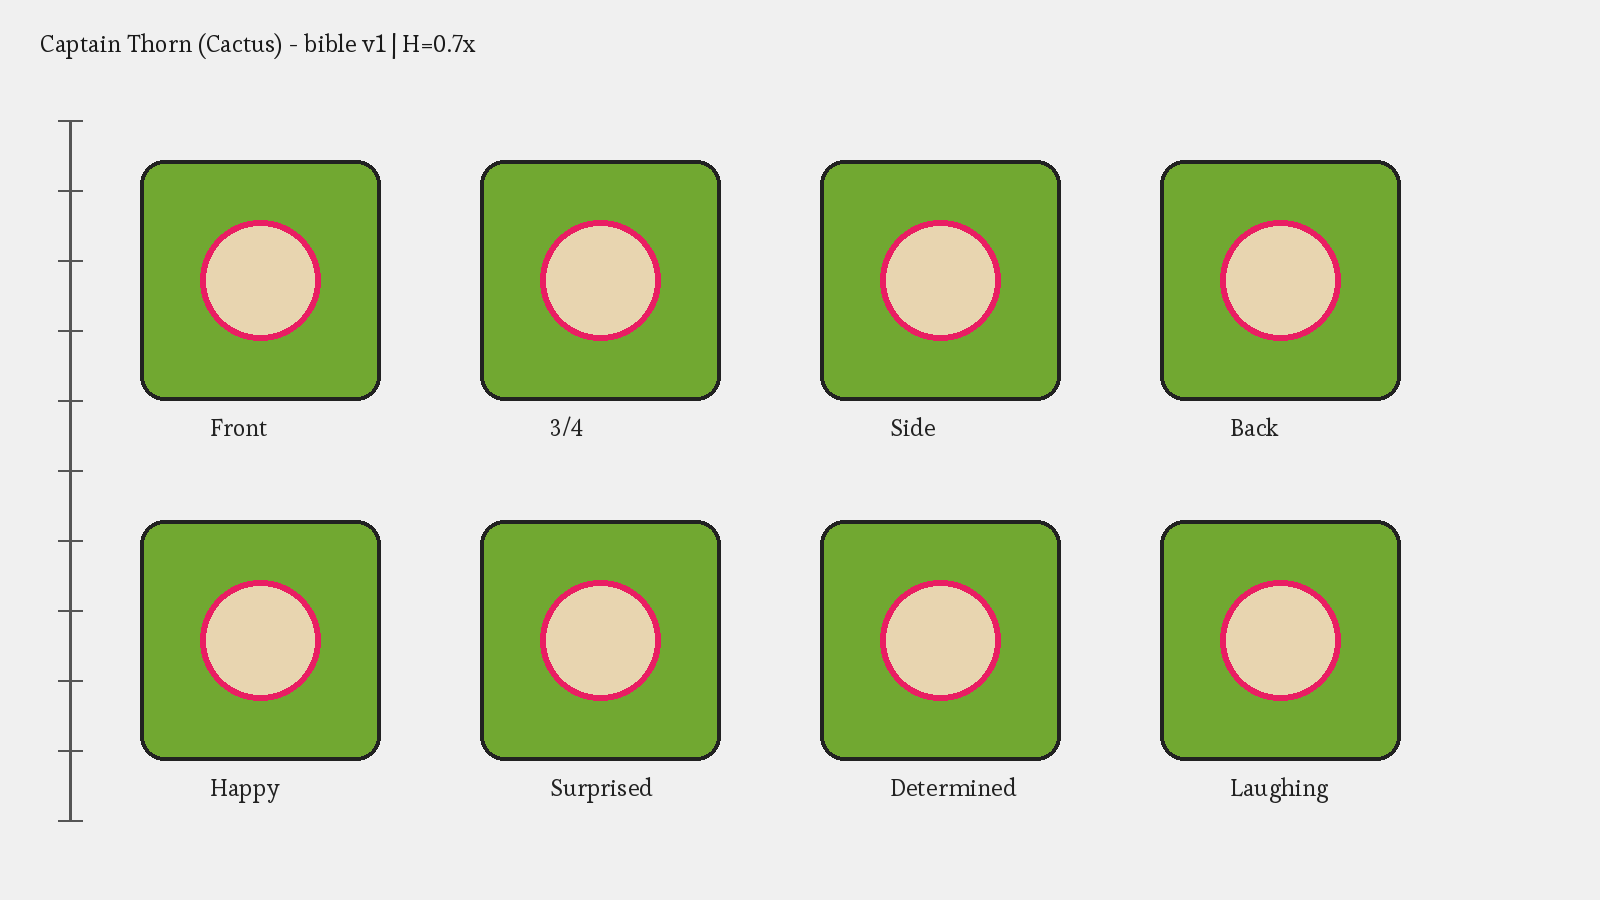 Captain Thorn (Cactus) - bible v1 | H=0.7x
Front
3/4
Side
Back
Happy
Surprised
Determined
Laughing